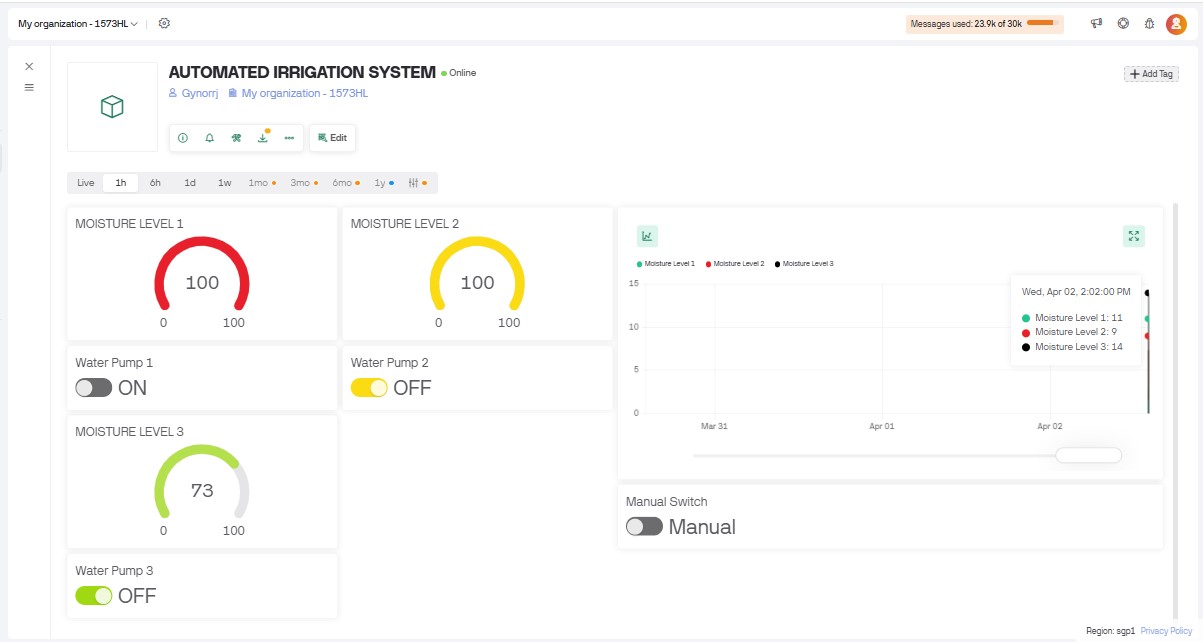 My organization - 1573HL
Messages used: 23.9k of 30k
AUTOMATED IRRIGATION SYSTEM
Online
Add Tag
Gynorrj
My organization - 1573HL
Edit
Live 1h 6h 1d 1w 1mo 3mo 6mo 1y
MOISTURE LEVEL 1
100
0 100
MOISTURE LEVEL 2
100
0 100
Water Pump 1
ON
Water Pump 2
OFF
MOISTURE LEVEL 3
73
0 100
Water Pump 3
OFF
Moisture Level 1 Moisture Level 2 Moisture Level 3
15
10
5
0
Mar 31 Apr 01 Apr 02
Wed, Apr 02, 2:02:00 PM
Moisture Level 1: 11
Moisture Level 2: 9
Moisture Level 3: 14
Manual Switch
Manual
Region: sgp1 Privacy Policy